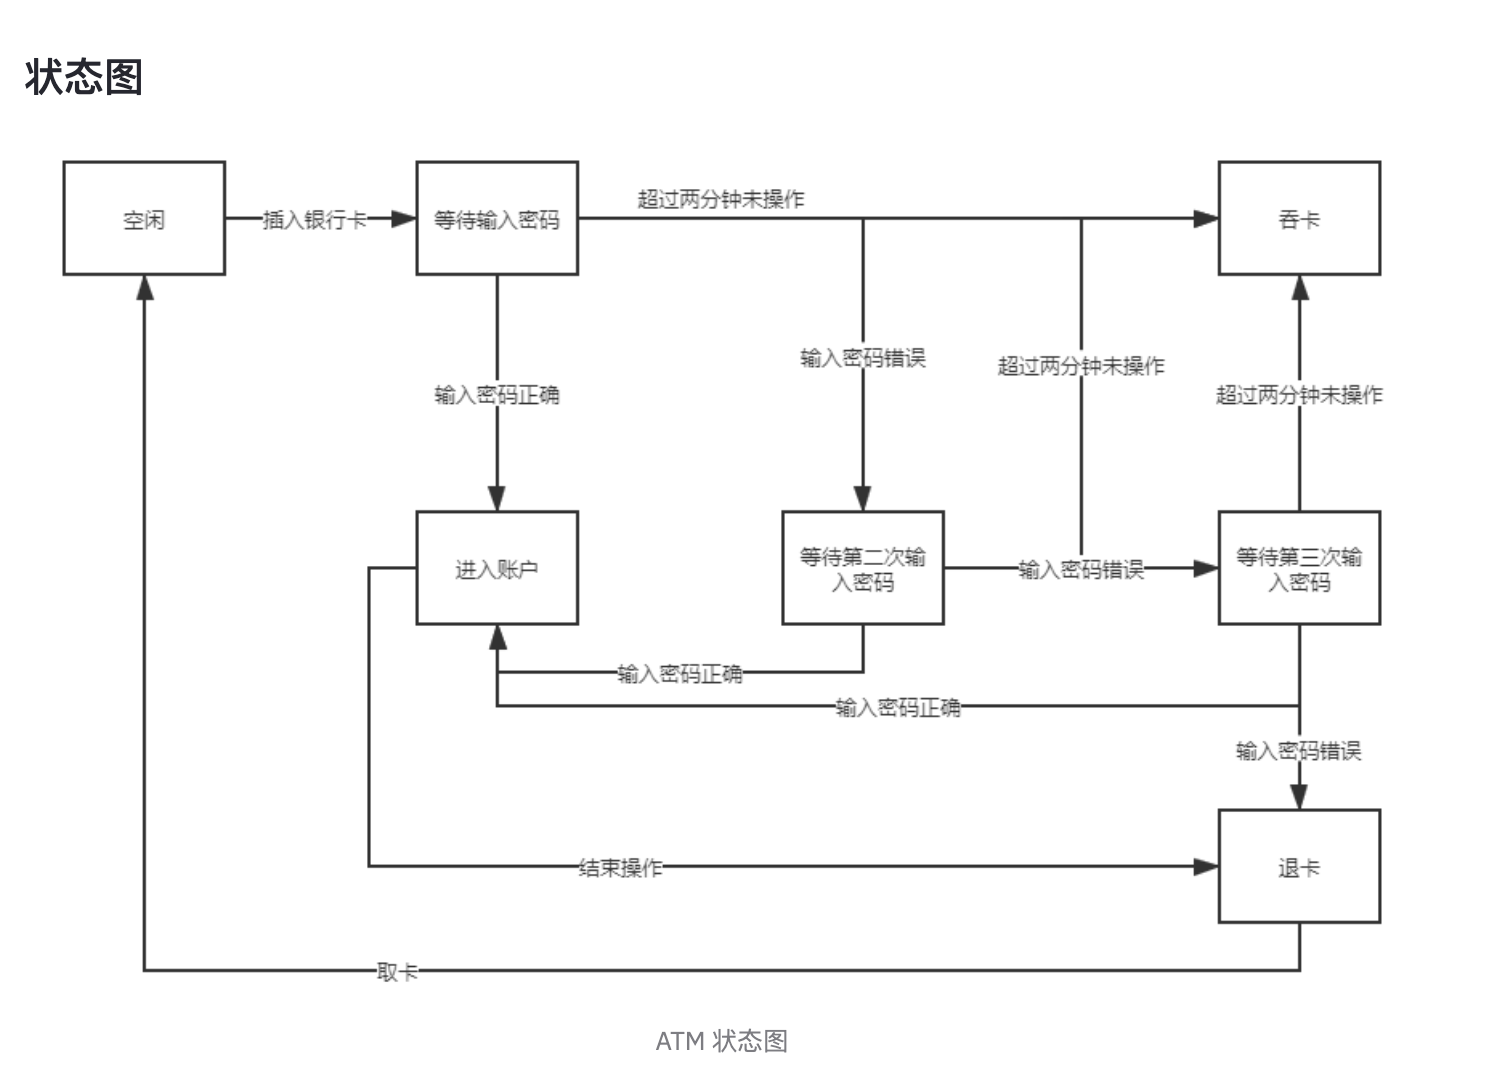 状态图
空闲
插入银行卡
等待输入密码
超过两分钟未操作
吞卡
输入密码正确
输入密码错误
超过两分钟未操作
超过两分钟未操作
进入账户
等待第二次输
入密码
输入密码错误
等待第三次输
入密码
输入密码正确
输入密码正确
输入密码错误
结束操作
退卡
取卡
ATM 状态图